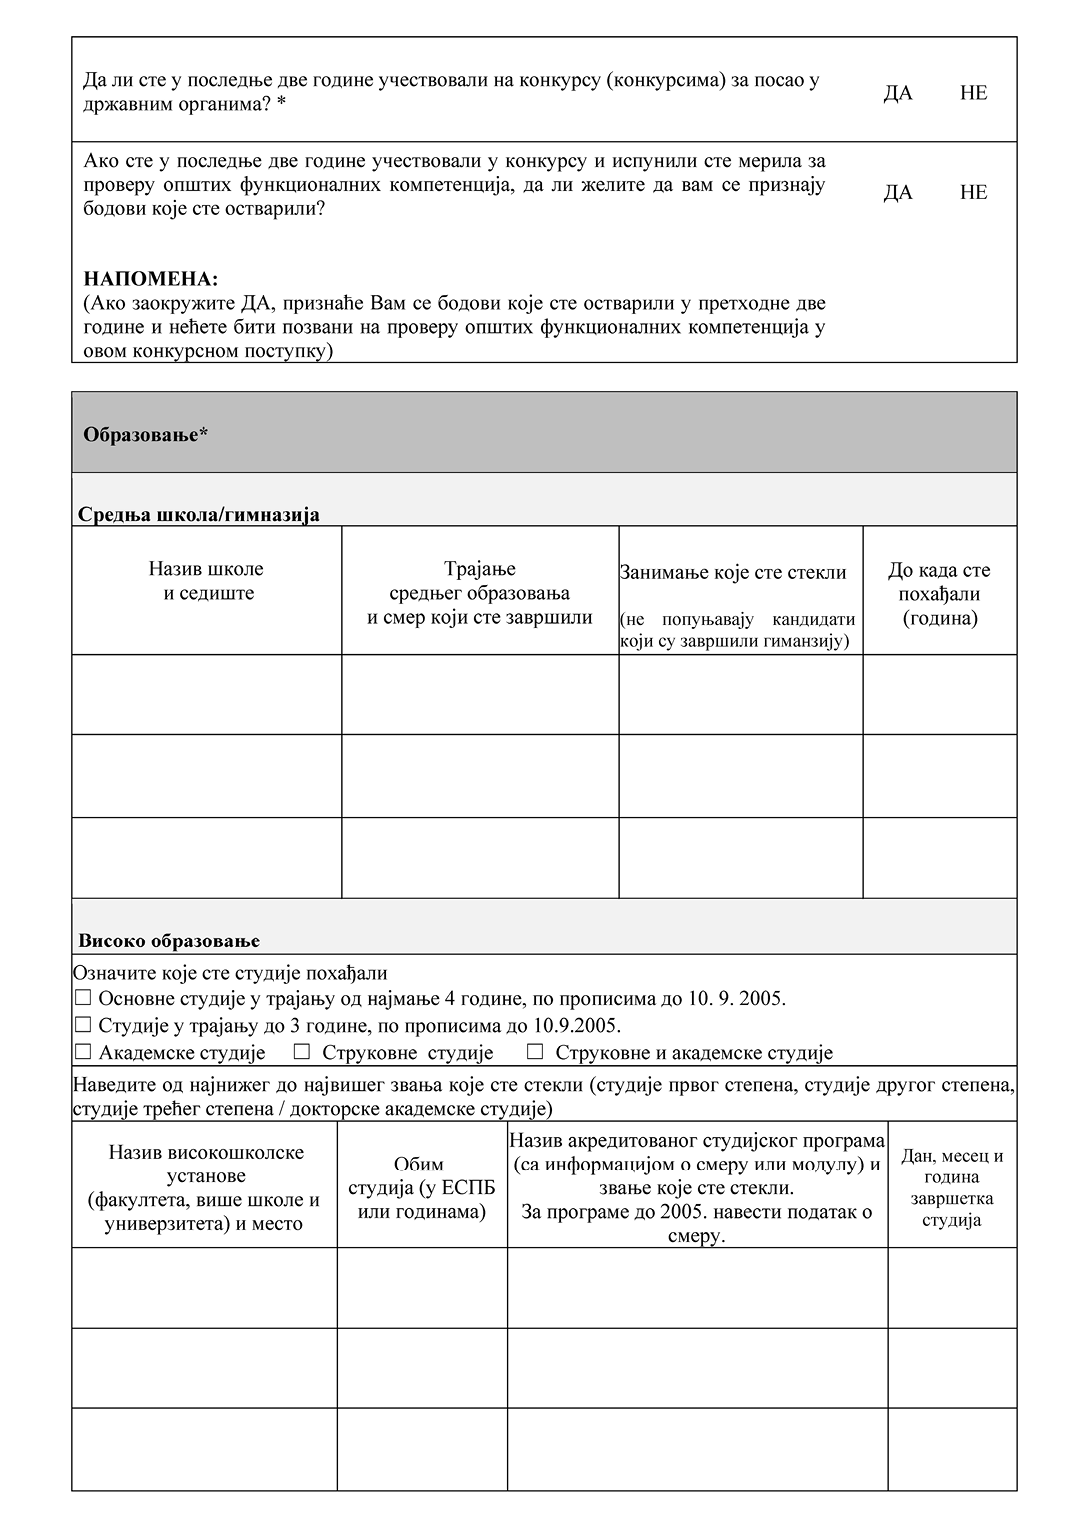 Да ли сте у последње две године учествовали на конкурсу (конкурсима) за посао у
државним органима? *
ДА НЕ
Ако сте у последње две године учествовали у конкурсу и испунили сте мерила за
проверу општих функционалних компетенција, да ли желите да вам се признају
бодови које сте остварили?
ДА НЕ
НАПОМЕНА:
(Ако заокружите ДА, признаће Вам се бодови које сте остварили у претходне две
године и нећете бити позвани на проверу општих функционалних компетенција у
овом конкурсном поступку)
Образовање*
Средња школа/гимназија
Назив школе
и седиште
Трајање
средњег образовања
и смер који сте завршили
Занимање које сте стекли
(не попуњавају кандидати
који су завршили гиманзију)
До када сте
похађали
(година)
Високо образовање
Означите које сте студије похађали
☐ Основне студије у трајању од најмање 4 године, по прописима до 10. 9. 2005.
☐ Студије у трајању до 3 године, по прописима до 10.9.2005.
☐ Академске студије ☐ Струковне студије ☐ Струковне и академске студије
Наведите од најнижег до највишег звања које сте стекли (студије првог степена, студије другог степена,
студије трећег степена / докторске академске студије)
Назив високошколске
установе
(факултета, више школе и
универзитета) и место
Обим
студија (у ЕСПБ
или годинама)
Назив акредитованог студијског програма
(са информацијом о смеру или модулу) и
звање које сте стекли.
За програме до 2005. навести податак о
смеру.
Дан, месец и
година
завршетка
студија